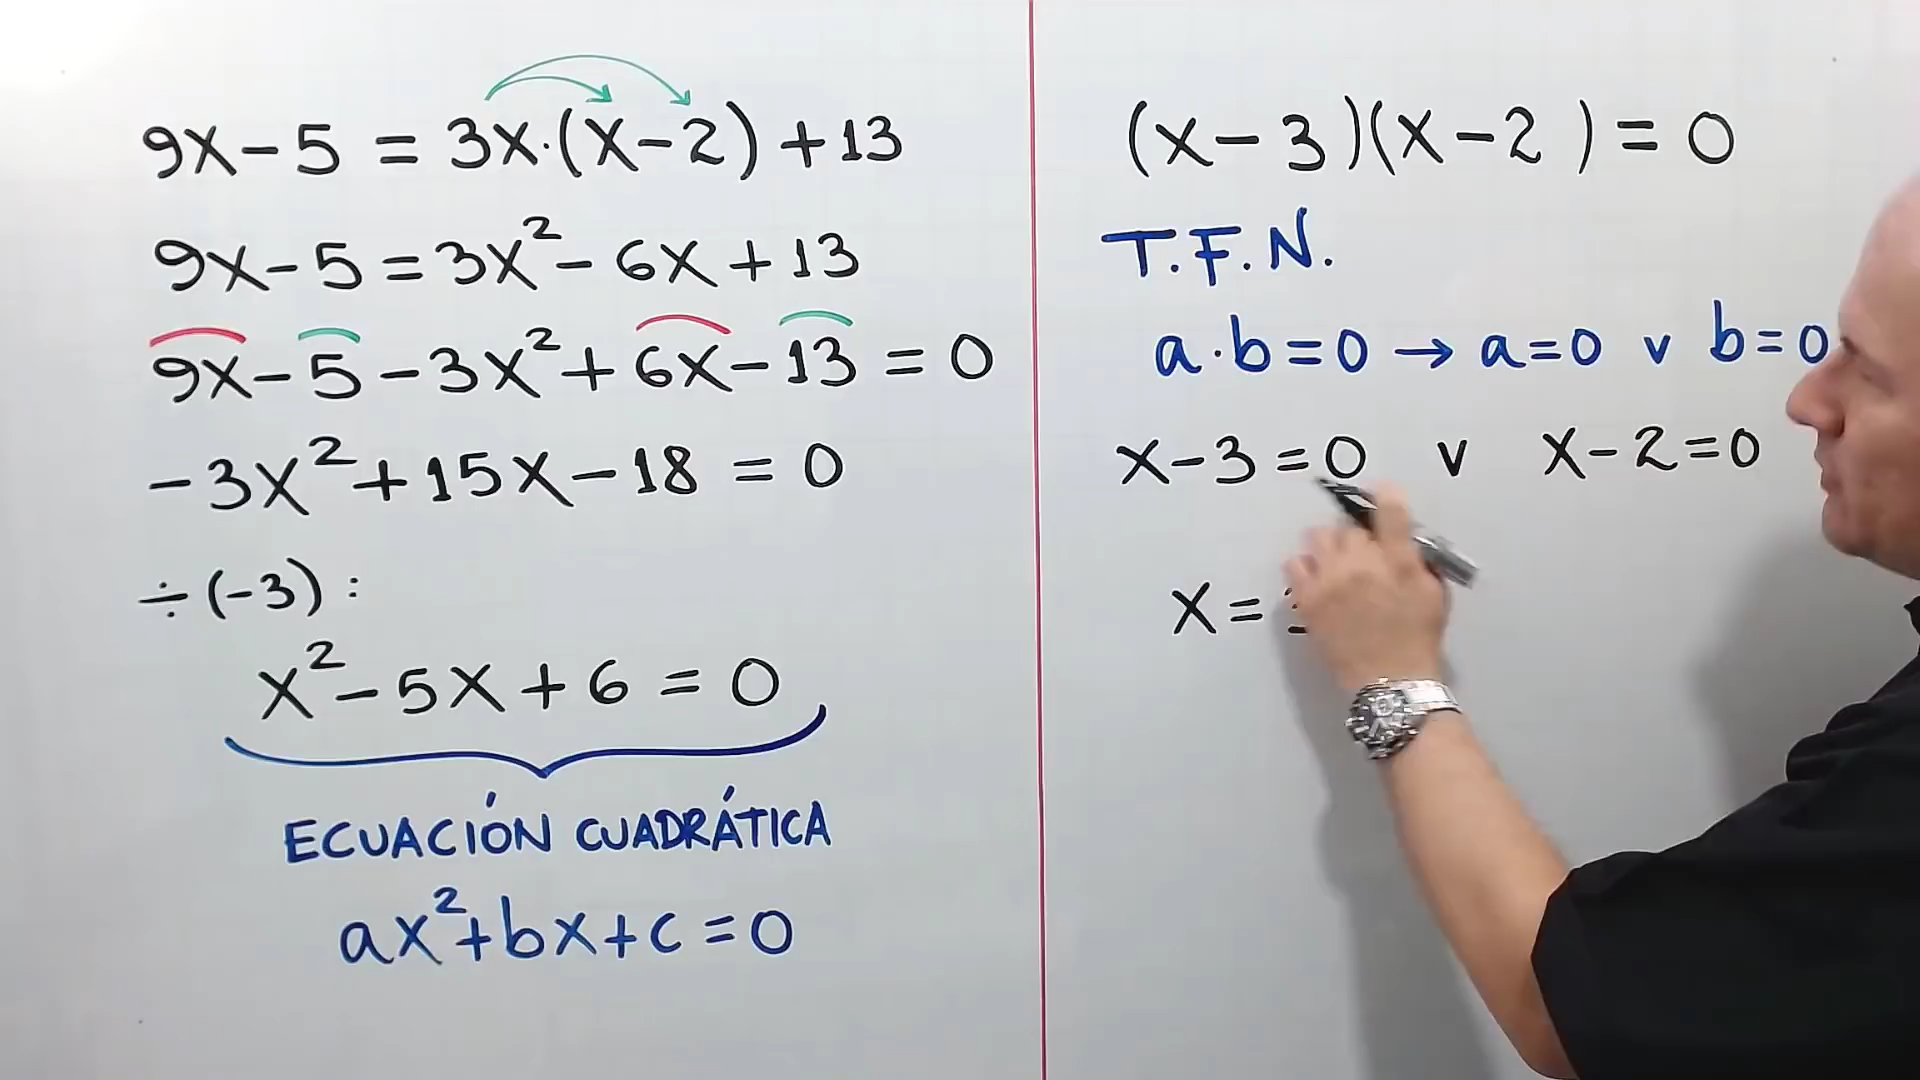 9x-5 = 3x·(x-2)+13
9x-5=3x²-6x+13
9x-5-3x²+6x-13=0
-3x²+15x-18=0
÷(-3):
x²-5x+6=0
ECUACIÓN CUADRÁTICA
ax²+bx+c=0
(x-3)(x-2)=0
T.F.N.
a·b=0→a=0 v b=0
x-3=0 v x-2=0
x=